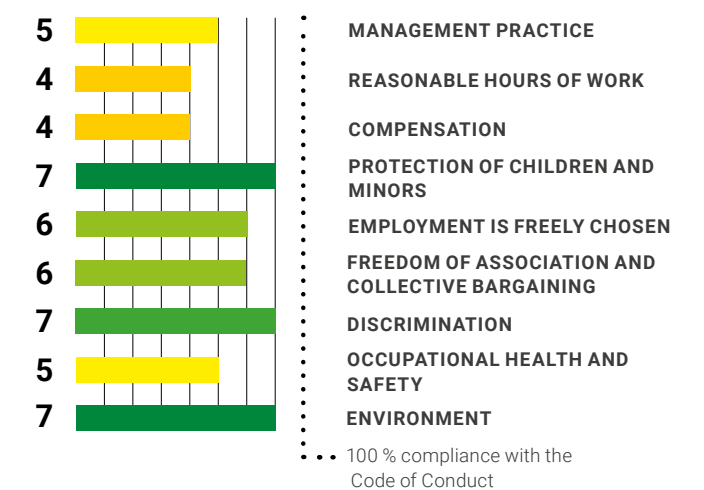 5 MANAGEMENT PRACTICE
4 REASONABLE HOURS OF WORK
4 COMPENSATION
7 PROTECTION OF CHILDREN AND
MINORS
6 EMPLOYMENT IS FREELY CHOSEN
6 FREEDOM OF ASSOCIATION AND
COLLECTIVE BARGAINING
7 DISCRIMINATION
5 OCCUPATIONAL HEALTH AND
SAFETY
7 ENVIRONMENT
100 % compliance with the
Code of Conduct